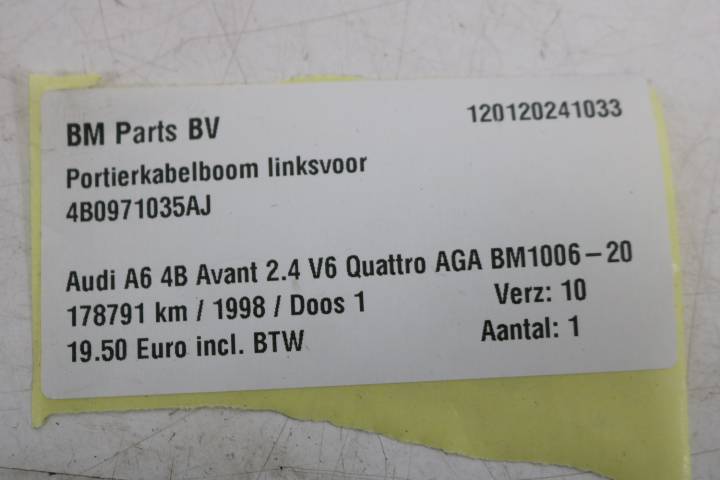 BM Parts BV 120120241033
Portierkabelboom linksvoor
4B0971035AJ
Audi A6 4B Avant 2.4 V6 Quattro AGA BM1006-20
178791 km / 1998 / Doos 1 Verz: 10
19.50 Euro incl. BTW Aantal: 1